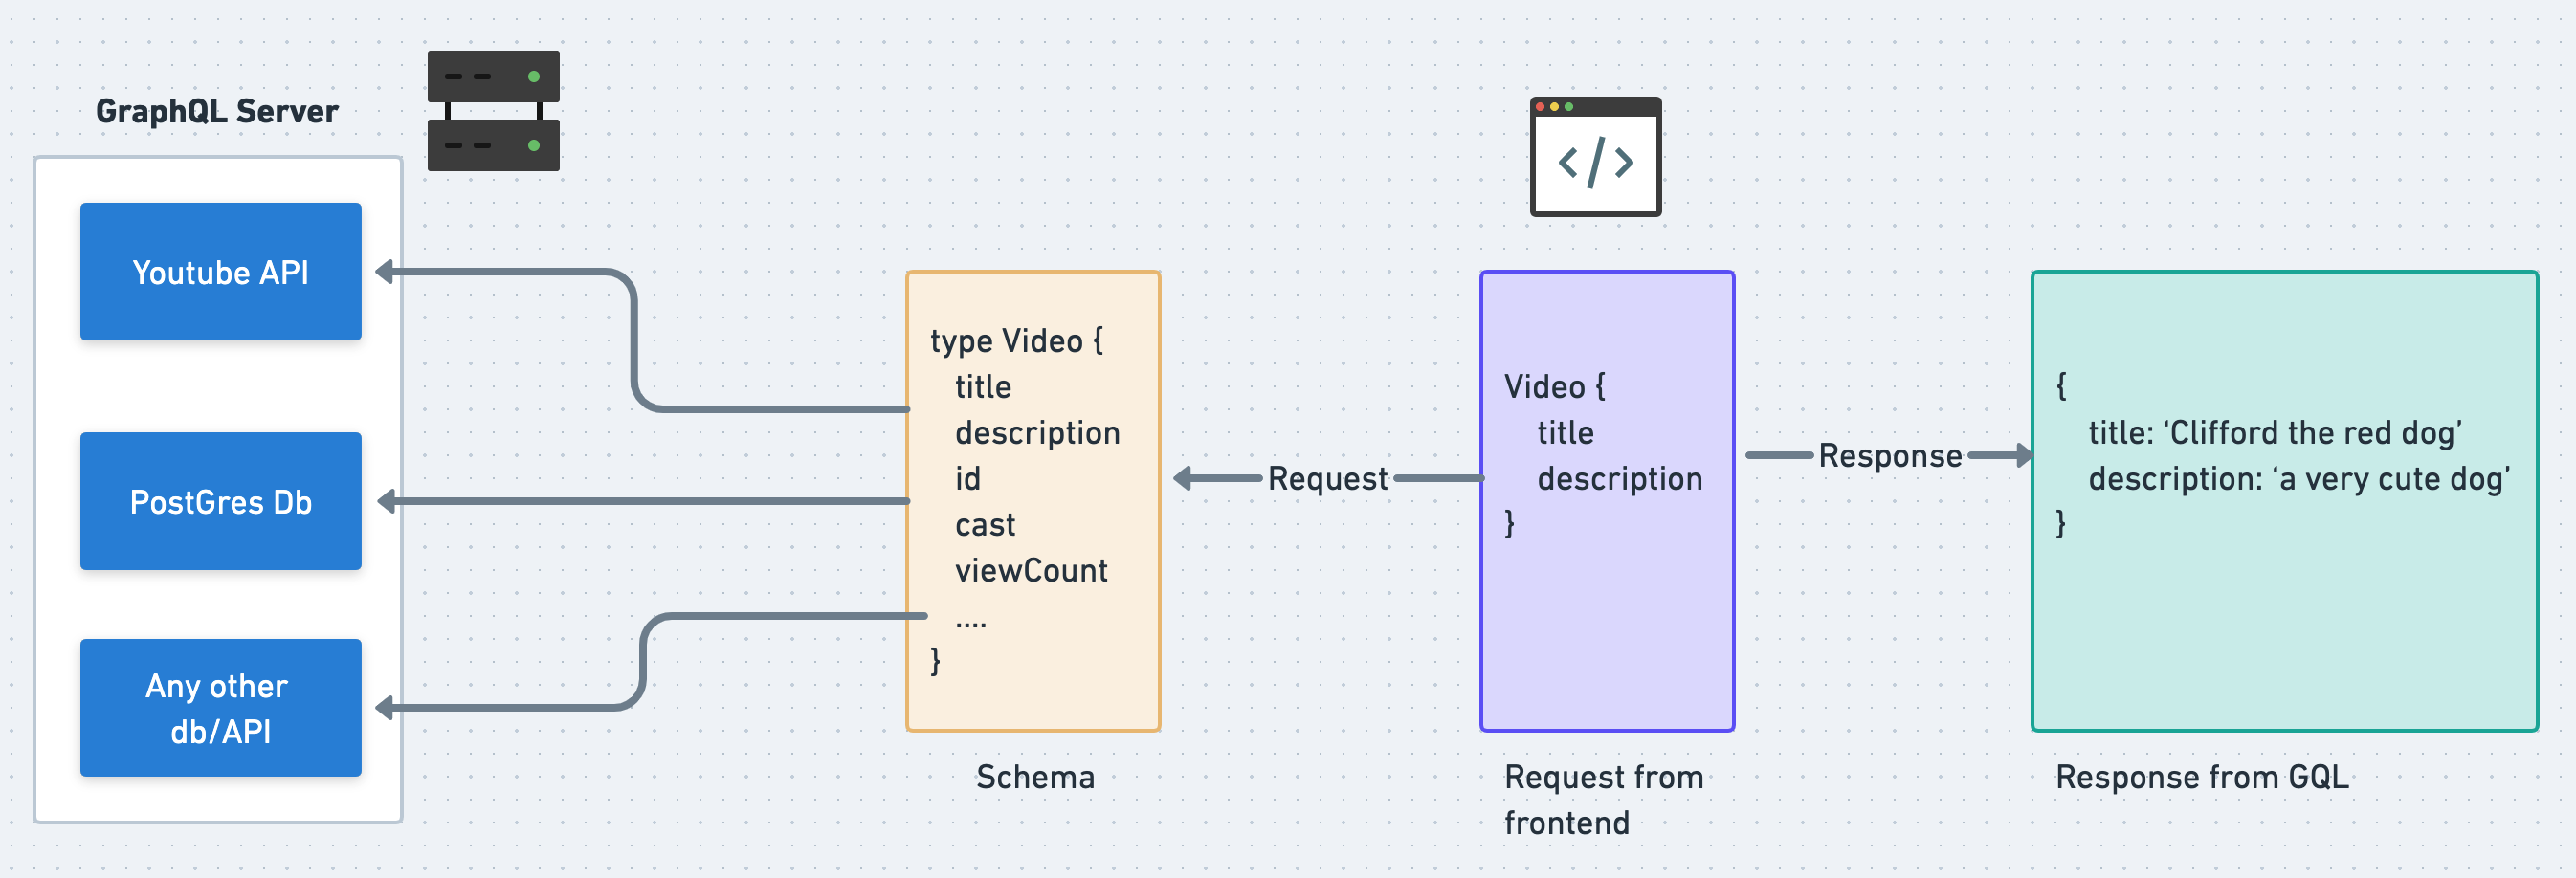 GraphQL Server
Youtube API
PostGres Db
Any other
db/API
type Video {
title
description
id
cast
viewCount
....
}
Schema
Request
</>
Video {
title
description
}
Request from
frontend
Response
{
title: ‘Clifford the red dog’
description: ‘a very cute dog’
}
Response from GQL